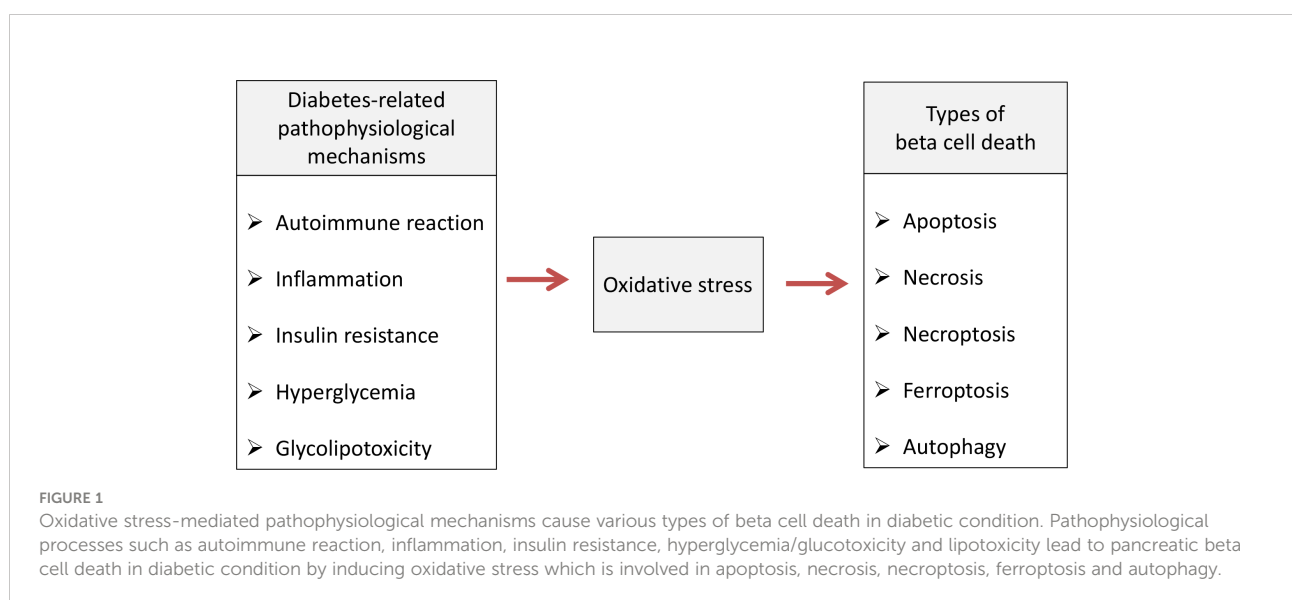 Diabetes-related
pathophysiological
mechanisms
➢ Autoimmune reaction
➢ Inflammation
➢ Insulin resistance
➢ Hyperglycemia
➢ Glycolipotoxicity
Oxidative stress
Types of
beta cell death
➢ Apoptosis
➢ Necrosis
➢ Necroptosis
➢ Ferroptosis
➢ Autophagy
FIGURE 1
Oxidative stress-mediated pathophysiological mechanisms cause various types of beta cell death in diabetic condition. Pathophysiological
processes such as autoimmune reaction, inflammation, insulin resistance, hyperglycemia/glucotoxicity and lipotoxicity lead to pancreatic beta
cell death in diabetic condition by inducing oxidative stress which is involved in apoptosis, necrosis, necroptosis, ferroptosis and autophagy.